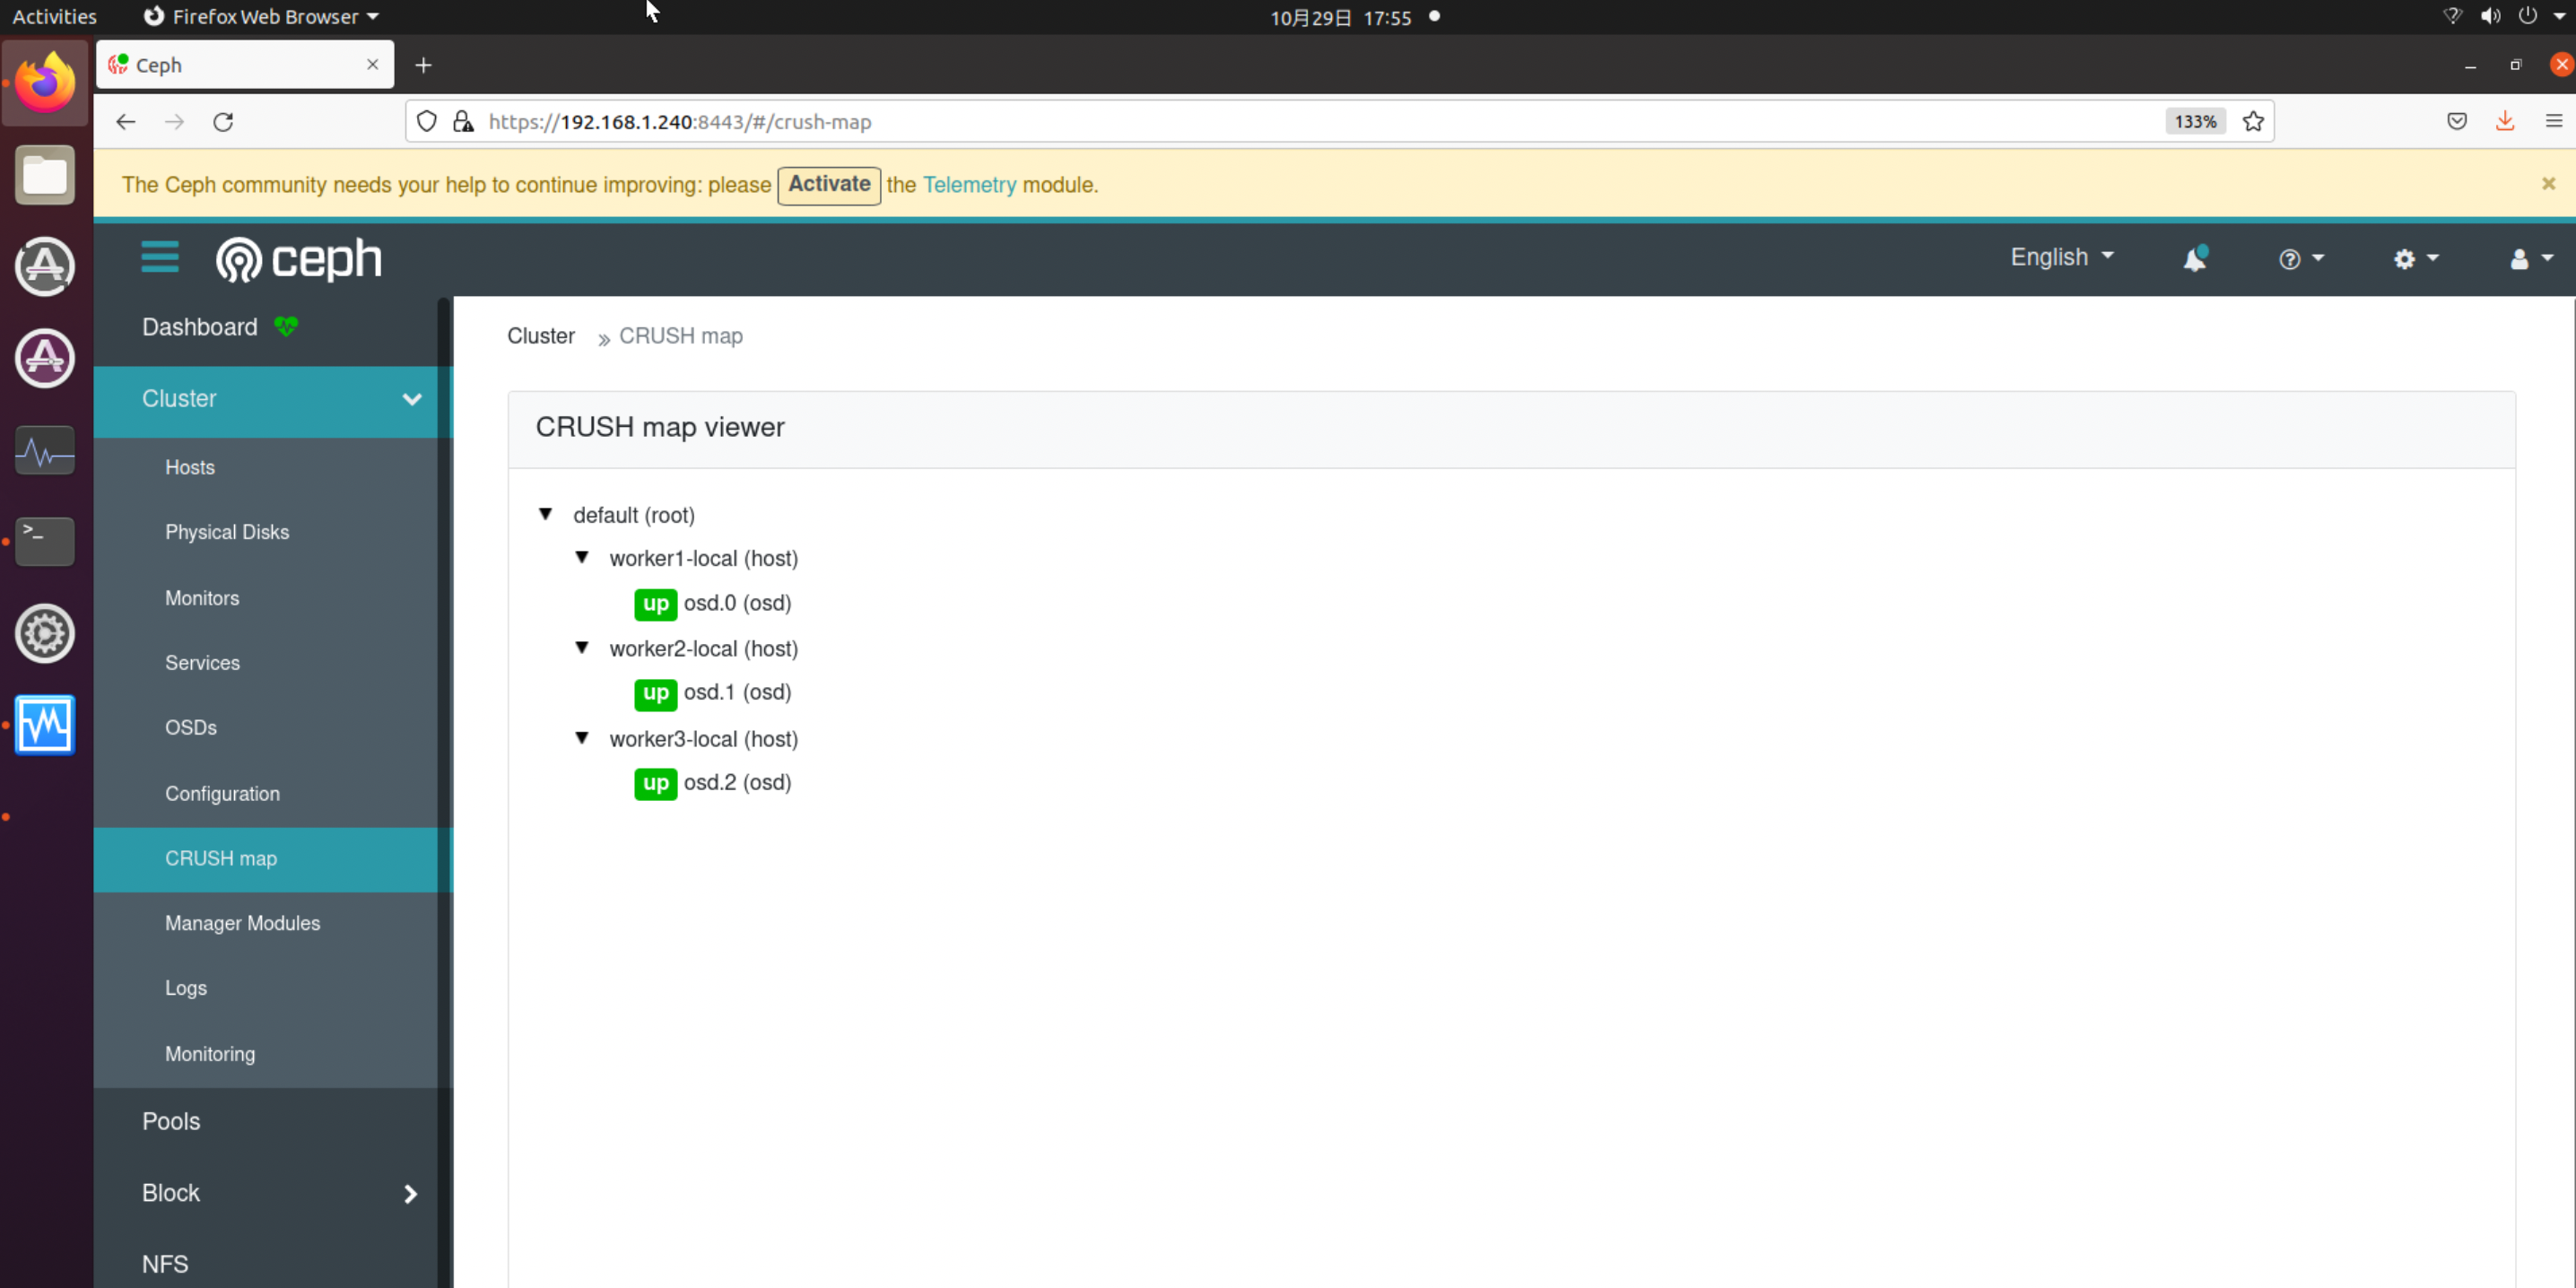 Activities Firefox Web Browser 10月29日 17:55
Ceph
https://192.168.1.240:8443/#/crush-map 133%
The Ceph community needs your help to continue improving: please Activate the Telemetry module.
ceph English
Dashboard
Cluster
Hosts
Physical Disks
Monitors
Services
OSDs
Configuration
CRUSH map
Manager Modules
Logs
Monitoring
Pools
Block
NFS
Cluster » CRUSH map
CRUSH map viewer
default (root)
worker1-local (host)
up osd.0 (osd)
worker2-local (host)
up osd.1 (osd)
worker3-local (host)
up osd.2 (osd)